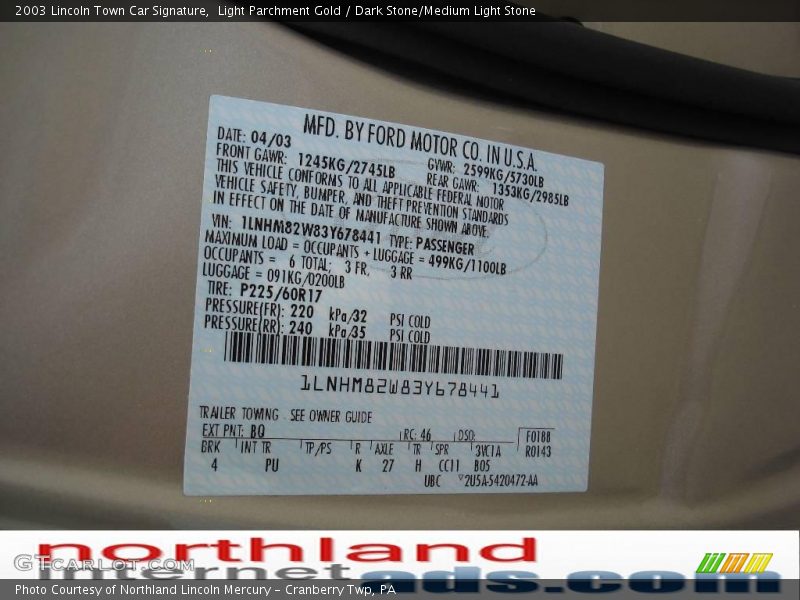 2003 Lincoln Town Car Signature,  Light Parchment Gold / Dark Stone/Medium Light Stone
MFD. BY FORD MOTOR CO. IN U.S.A.
DATE: 04/03 GVWR: 2599KG/5730LB
FRONT GAWR: 1245KG/2745LB REAR GAWR: 1353KG/2985LB
THIS VEHICLE CONFORMS TO ALL APPLICABLE FEDERAL MOTOR
VEHICLE SAFETY, BUMPER, AND THEFT PREVENTION STANDARDS
IN EFFECT ON THE DATE OF MANUFACTURE SHOWN ABOVE.
VIN: 1LNHM82W83Y678441 TYPE: PASSENGER
MAXIMUM LOAD = OCCUPANTS + LUGGAGE = 499KG/1100LB
OCCUPANTS = 6 TOTAL; 3 FR, 3 RR
LUGGAGE = 091KG/0200LB
TIRE: P225/60R17
PRESSURE(FR): 220 kPa/32 PSI COLD
PRESSURE(RR): 240 kPa/35 PSI COLD
1LNHM82W83Y678441
TRAILER TOWING - SEE OWNER GUIDE
EXT PNT: BQ RC: 46 DSO: F0188
BRK INT TR TP/PS R AXLE TR SPR 3VC1A R0143
4 PU K 27 H CC11 B05
UBC 2U5A-5420472-AA
northland
GTCarLot.com
internetads.com
Photo Courtesy of Northland Lincoln Mercury - Cranberry Twp, PA